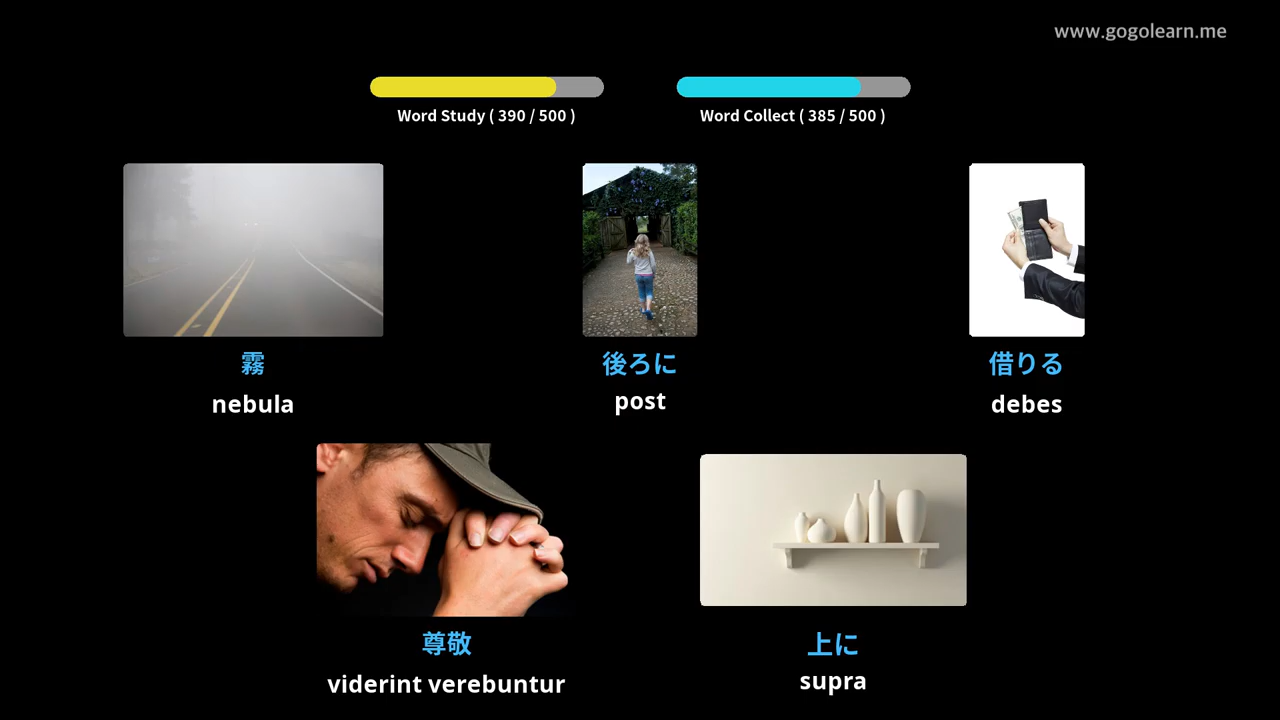 www.gogolearn.me
Word Study ( 390 / 500 )
Word Collect ( 385 / 500 )
霧
nebula
後ろに
post
借りる
debes
尊敬
viderint verebuntur
上に
supra